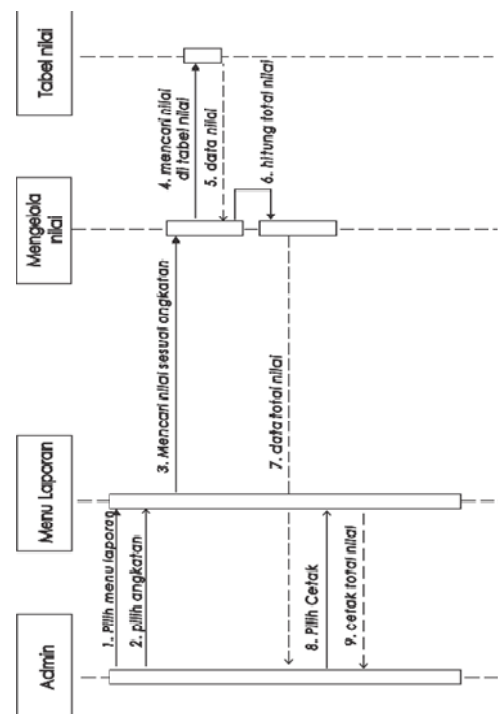 Admin
Menu Laporan
Mengelola
nilai
Tabel nilai
1. Pilih menu laporan
2. pilih angkatan
3. Mencari nilai sesuai angkatan
4. mencari nilai
di tabel nilai
5. data nilai
6. hitung total nilai
7. data total nilai
8. Pilih Cetak
9. cetak total nilai